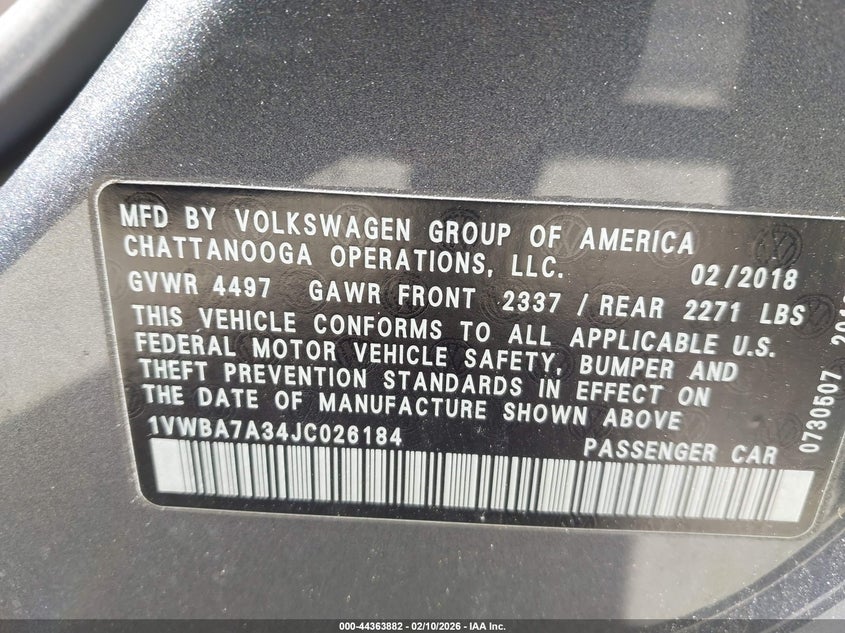 MFD BY VOLKSWAGEN GROUP OF AMERICA
CHATTANOOGA OPERATIONS, LLC. 02/2018
GVWR 4497 GAWR FRONT 2337 / REAR 2271 LBS
THIS VEHICLE CONFORMS TO ALL APPLICABLE U.S.
FEDERAL MOTOR VEHICLE SAFETY, BUMPER AND
THEFT PREVENTION STANDARDS IN EFFECT ON
THE DATE OF MANUFACTURE SHOWN ABOVE
1VWBA7A34JC026184 PASSENGER CAR
0730507
000-44363882 - 02/10/2026 - IAA Inc.